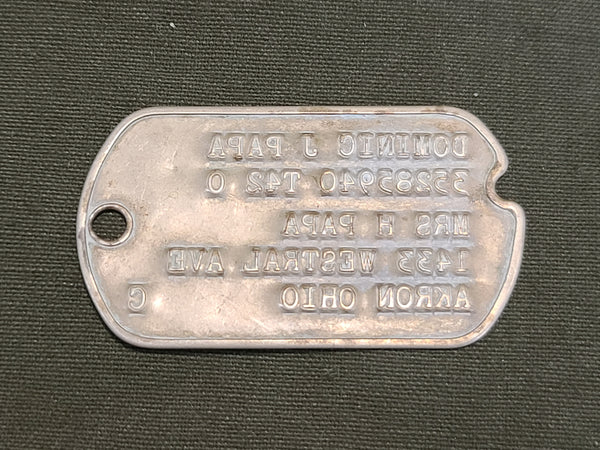 DOMINIC J PAPA
35285940 T42 O
MRS H PAPA
1433 WESTRAL AVE
AKRON OHIO C